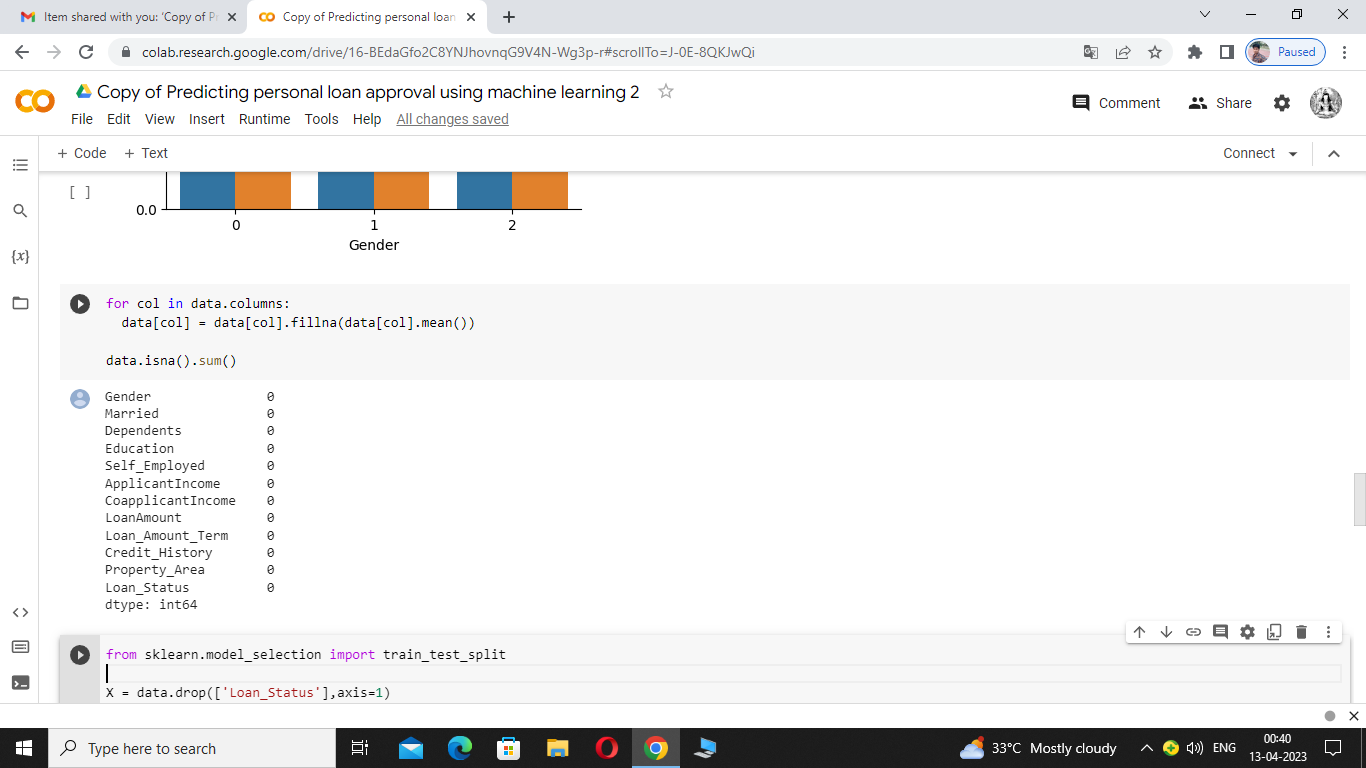 Item shared with you: 'Copy of Pr
Copy of Predicting personal loan
colab.research.google.com/drive/16-BEdaGfo2C8YNJhovnqG9V4N-Wg3p-r#scrollTo=J-0E-8QKJwQi
Paused
Copy of Predicting personal loan approval using machine learning 2
Comment
Share
File Edit View Insert Runtime Tools Help All changes saved
+ Code + Text
Connect
[ ]
0.0
0 1 2
Gender
for col in data.columns:
data[col] = data[col].fillna(data[col].mean())
data.isna().sum()
Gender 0
Married 0
Dependents 0
Education 0
Self_Employed 0
ApplicantIncome 0
CoapplicantIncome 0
LoanAmount 0
Loan_Amount_Term 0
Credit_History 0
Property_Area 0
Loan_Status 0
dtype: int64
from sklearn.model_selection import train_test_split
X = data.drop(['Loan_Status'],axis=1)
Type here to search
33°C Mostly cloudy
ENG
00:40
13-04-2023